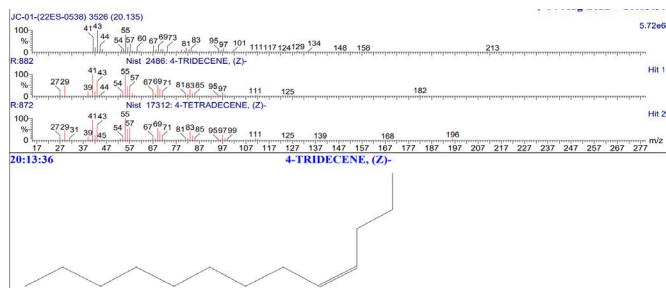 JC-01-(22ES-0538) 3526 (20.135)
5.72e6
100
%
41 43 44 54 55 57 60 67 69 73 81 83 95 97 101 111 117 124 129 134 148 158 213
R:882 Nist 2486: 4-TRIDECENE, (Z)- Hit 1
100
%
27 29 39 41 43 44 54 55 57 67 69 71 81 83 85 95 97 111 125 182
R:872 Nist 17312: 4-TETRADECENE, (Z)- Hit 2
100
%
27 29 31 39 41 43 45 54 55 57 67 69 71 81 83 85 95 97 99 111 125 139 168 196
m/z
17 27 37 47 57 67 77 87 97 107 117 127 137 147 157 167 177 187 197 207 217 227 237 247 257 267 277
20:13:36 4-TRIDECENE, (Z)-